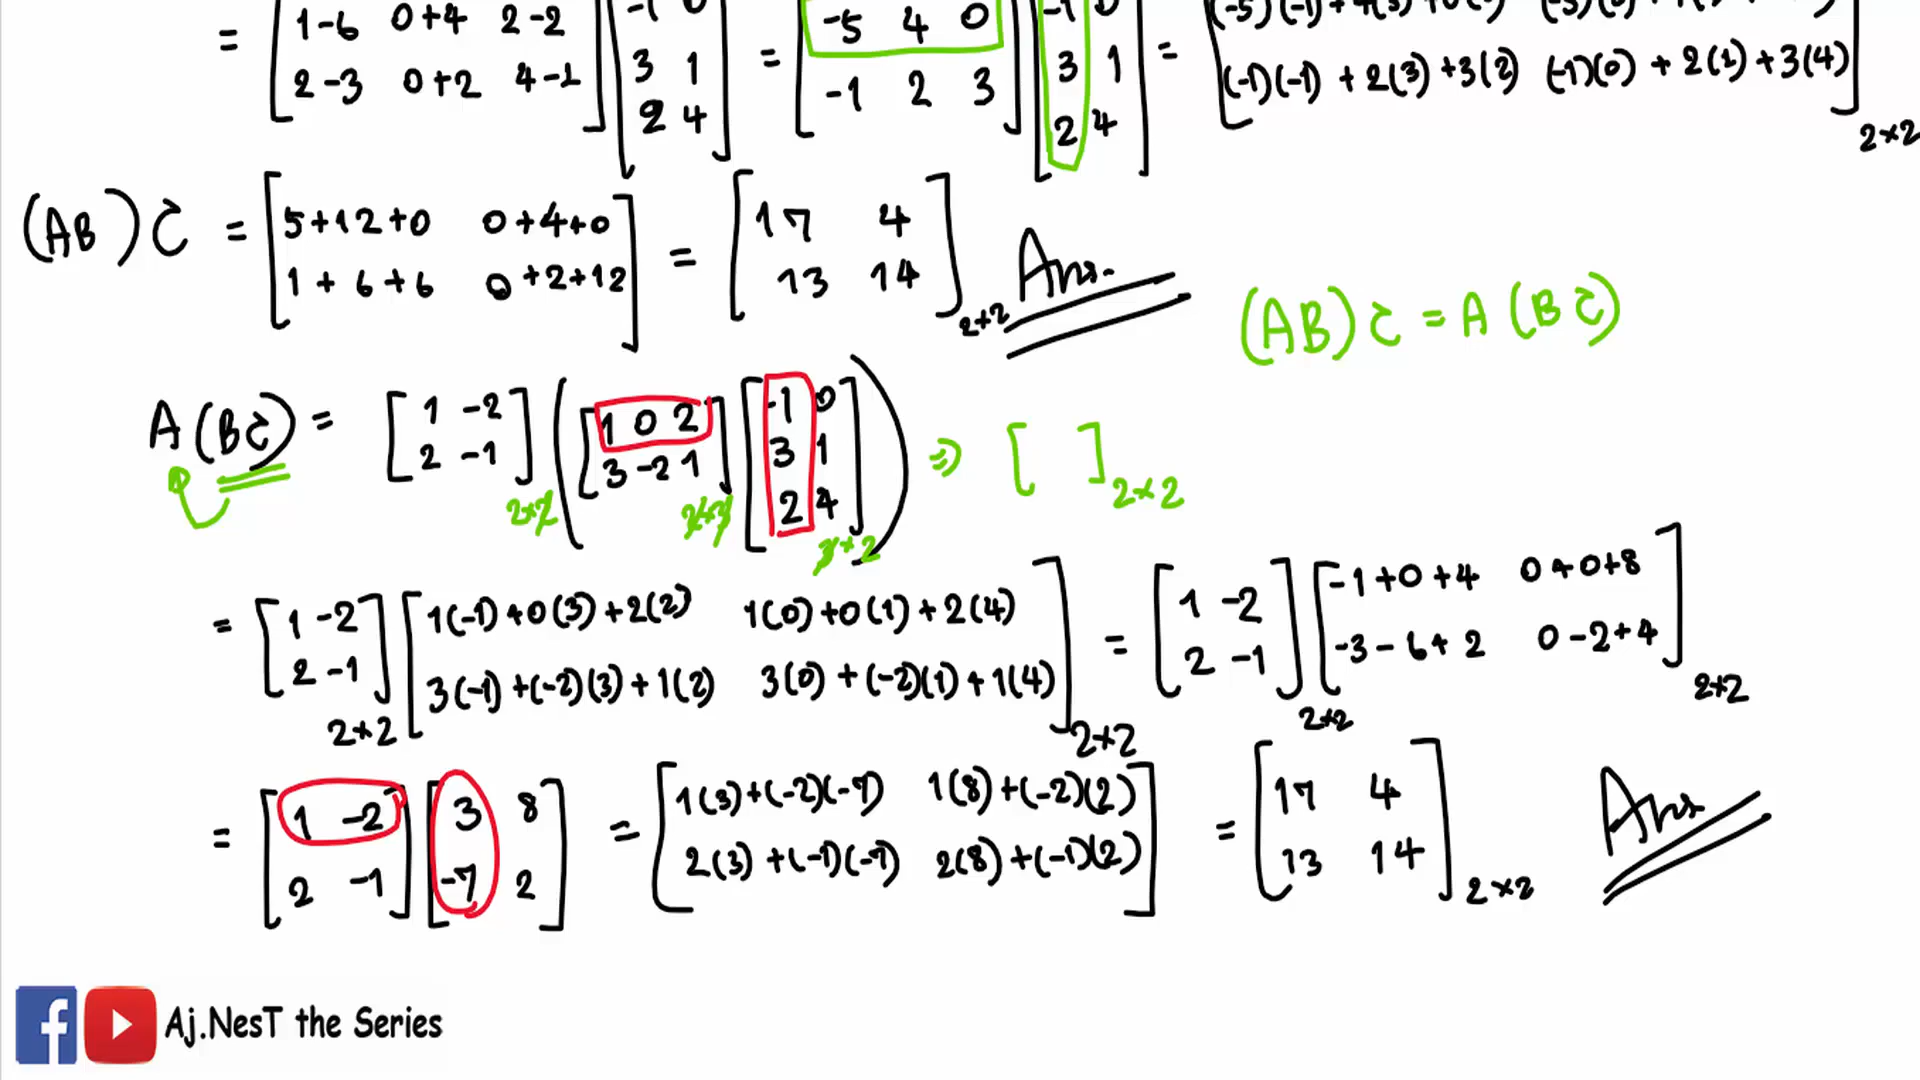 = [1-6 0+4 2-2] [-1 0] = [-5 4 0] [-1 0] = [(-5)(-1)
[2-3 0+2 4-1] [3 1] [-1 2 3] [3 1] [(-1)(-1) + 2(3) + 3(2) (-1)(0) + 2(1) + 3(4)] 2×2
[2 4] [2 4]
(AB)C = [5+12+0 0+4+0] = [17 4] Ans.
[1+6+6 0+2+12] [13 14] 2×2
(AB)C = A(BC)
A(BC) = [1 -2] ([1 0 2] [-1 0]) ⇒ [ ] 2×2
[2 -1] 2×2 [3 -2 1] 2×3 [3 1]
[2 4] 3×2
= [1 -2] [1(-1)+0(3)+2(2) 1(0)+0(1)+2(4)] = [1 -2] [-1+0+4 0+0+8]
[2 -1] 2×2 [3(-1)+(-2)(3)+1(2) 3(0)+(-2)(1)+1(4)] 2×2 [2 -1] 2×2 [-3-6+2 0-2+4] 2×2
= [1 -2] [3 8] = [1(3)+(-2)(-7) 1(8)+(-2)(2)] = [17 4] Ans
[2 -1] [-7 2] [2(3)+(-1)(-7) 2(8)+(-1)(2)] [13 14] 2×2
f Aj.NesT the Series